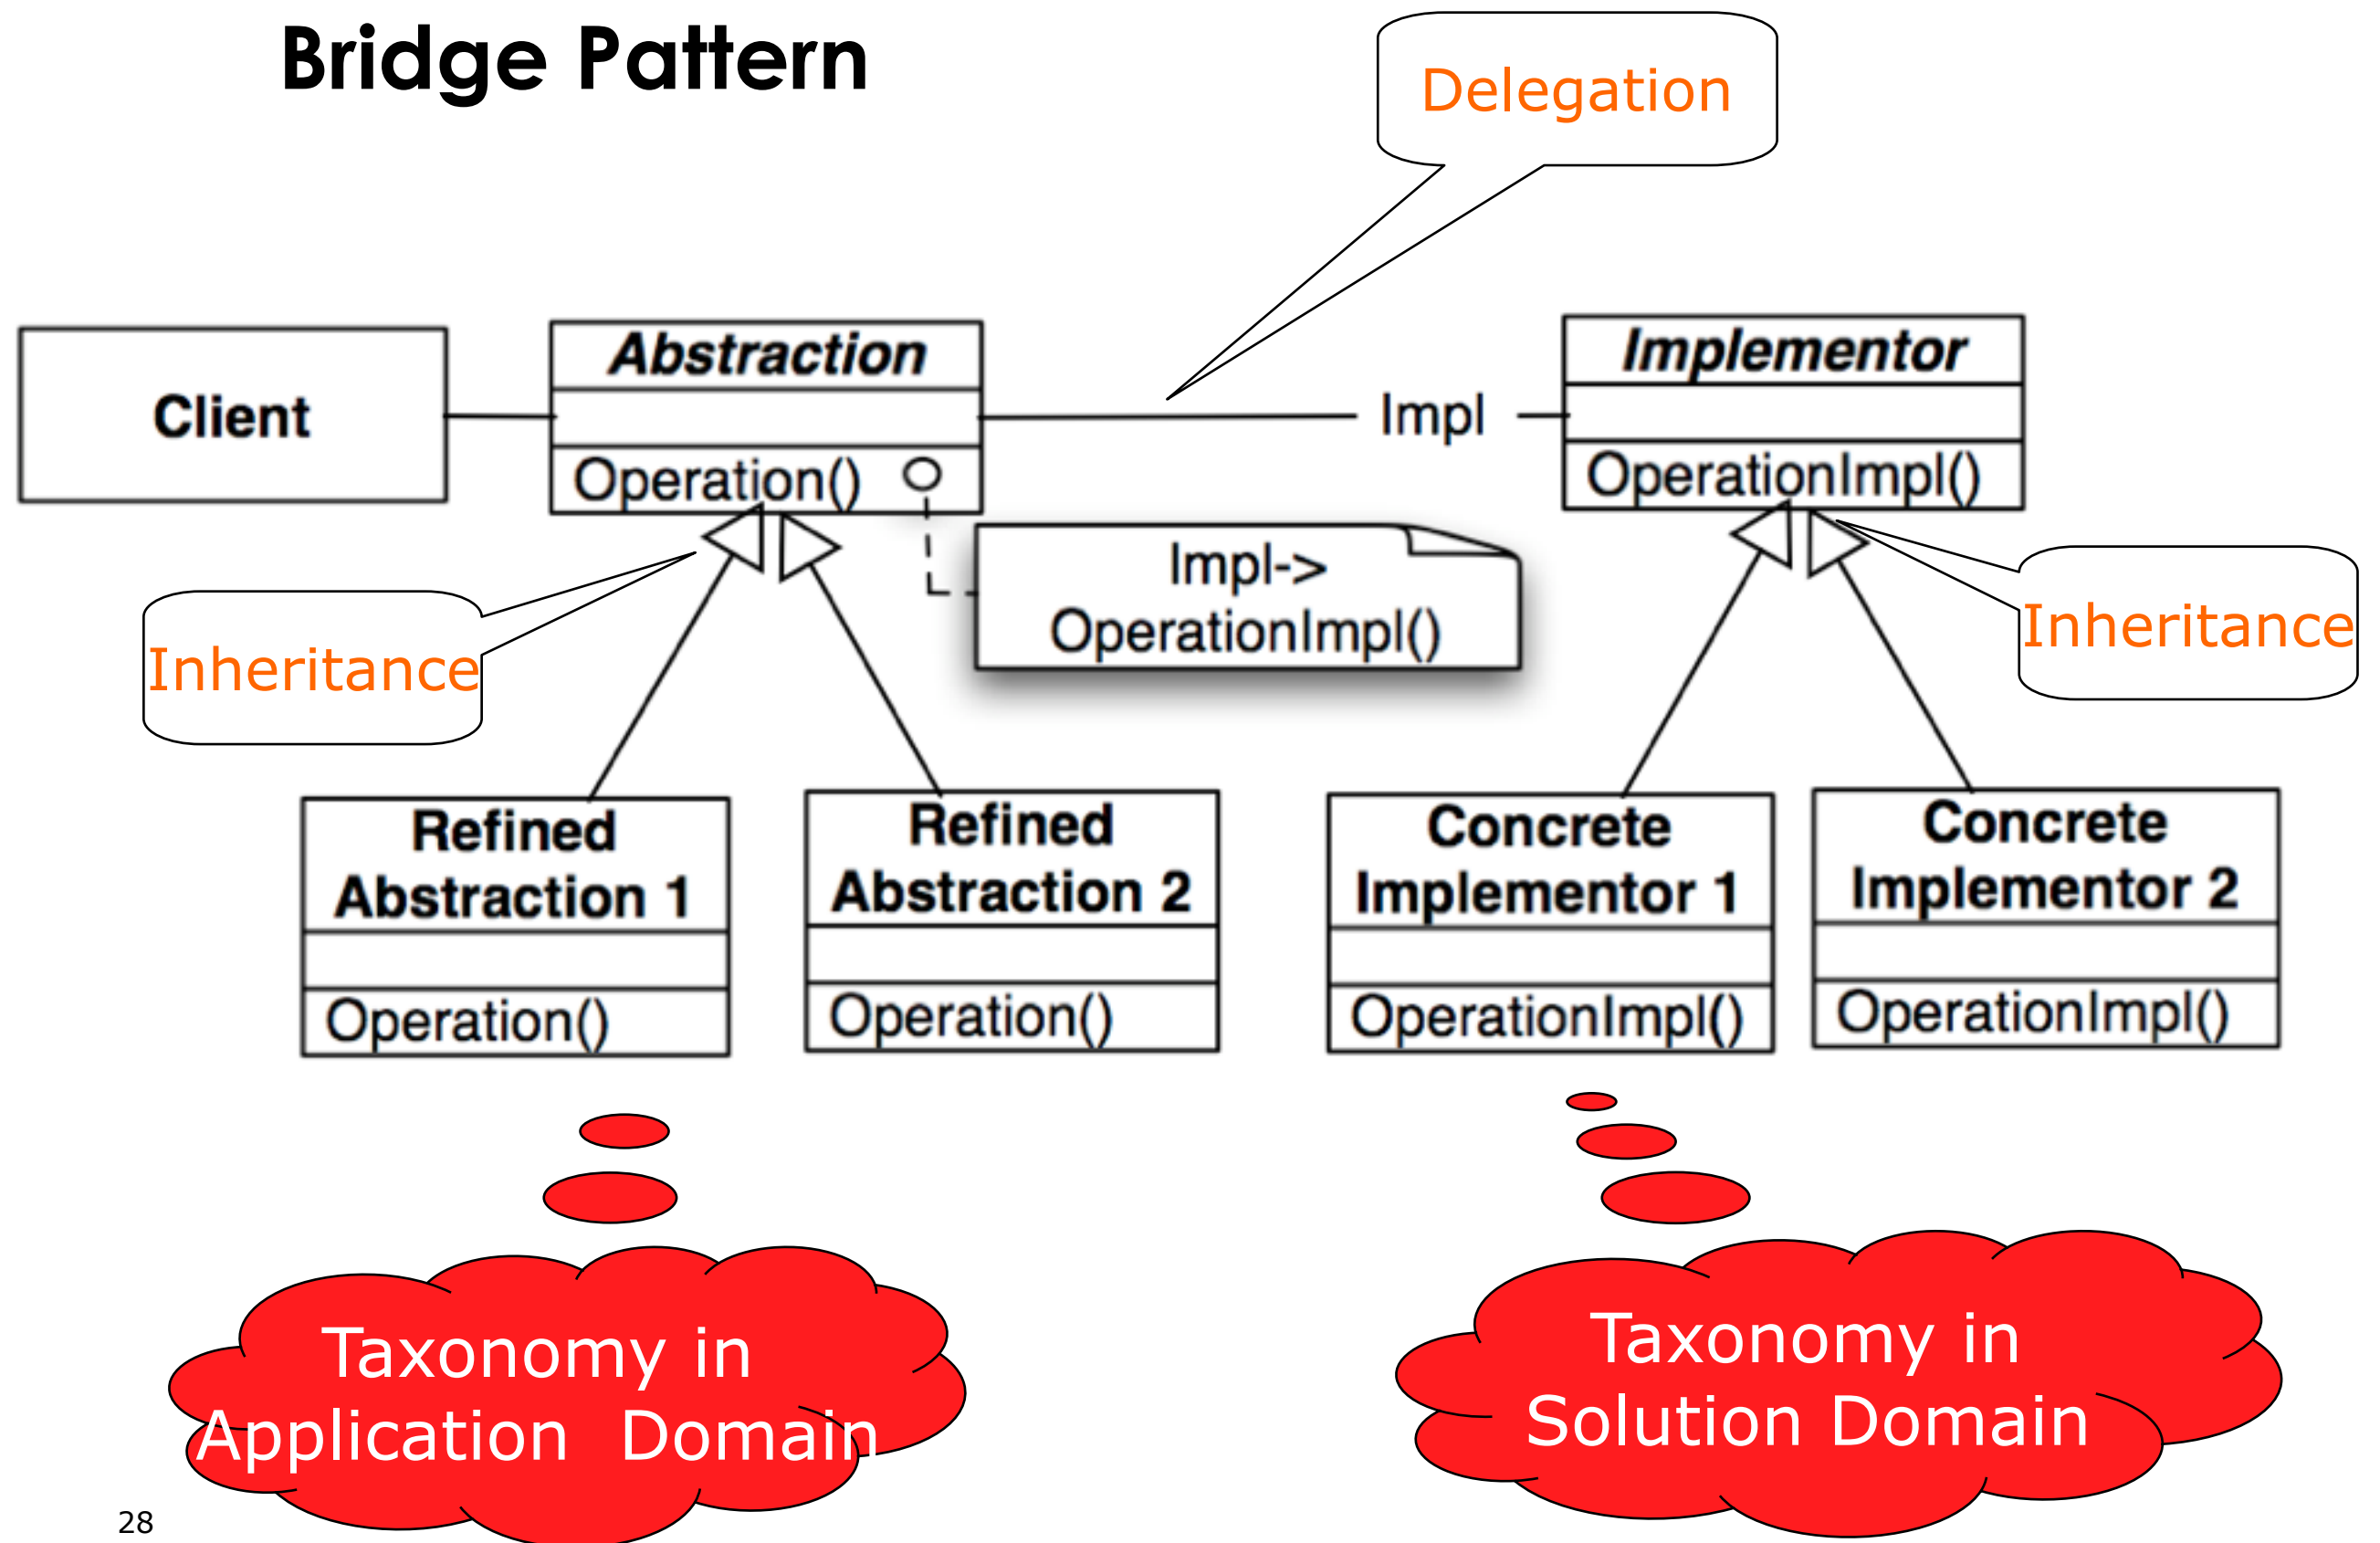 Bridge Pattern
Delegation
Client
Abstraction
Operation()
Impl
Implementor
OperationImpl()
Impl->
OperationImpl()
Inheritance
Inheritance
Refined
Abstraction 1
Operation()
Refined
Abstraction 2
Operation()
Concrete
Implementor 1
OperationImpl()
Concrete
Implementor 2
OperationImpl()
Taxonomy in
Application Domain
Taxonomy in
Solution Domain
28